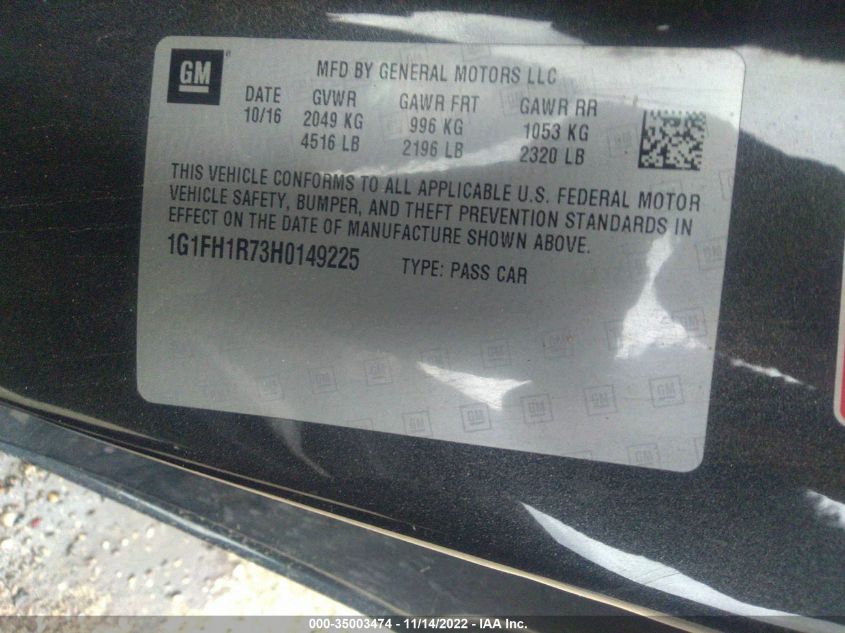 GM
MFD BY GENERAL MOTORS LLC
DATE GVWR GAWR FRT GAWR RR
10/16 2049 KG 996 KG 1053 KG
4516 LB 2196 LB 2320 LB
THIS VEHICLE CONFORMS TO ALL APPLICABLE U.S. FEDERAL MOTOR
VEHICLE SAFETY, BUMPER, AND THEFT PREVENTION STANDARDS IN
EFFECT ON THE DATE OF MANUFACTURE SHOWN ABOVE.
1G1FH1R73H0149225 TYPE: PASS CAR
000-35003474 - 11/14/2022 - IAA Inc.